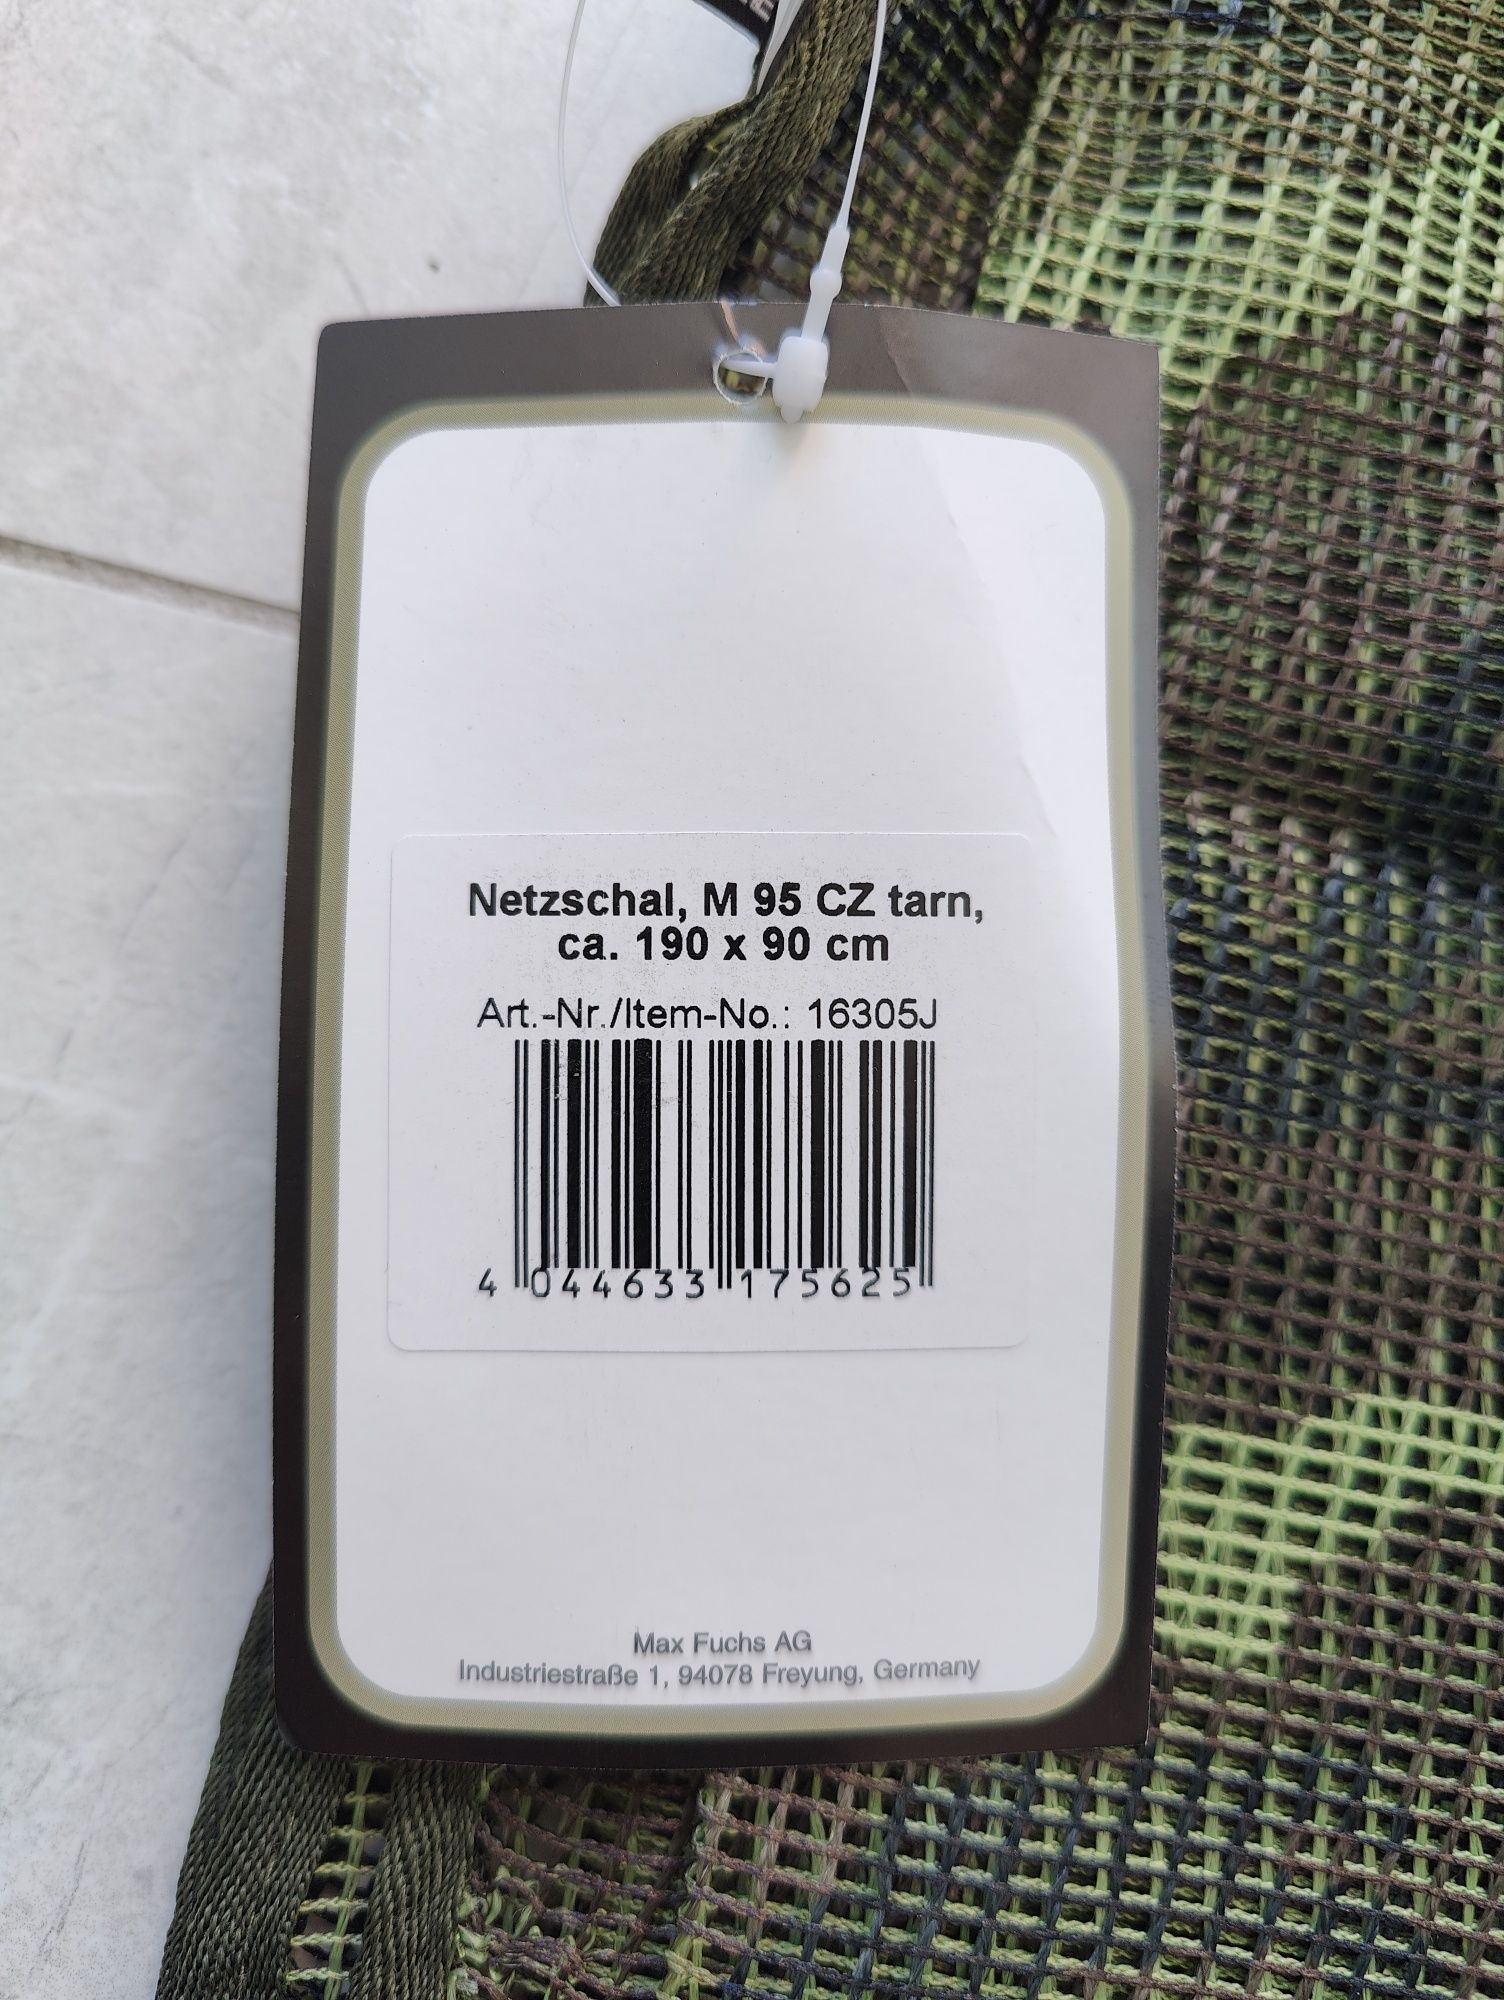 Netzschal, M 95 CZ tarn,
ca. 190 x 90 cm
Art.-Nr./Item-No.: 16305J
4 044633 175625
Max Fuchs AG
Industriestraße 1, 94078 Freyung, Germany